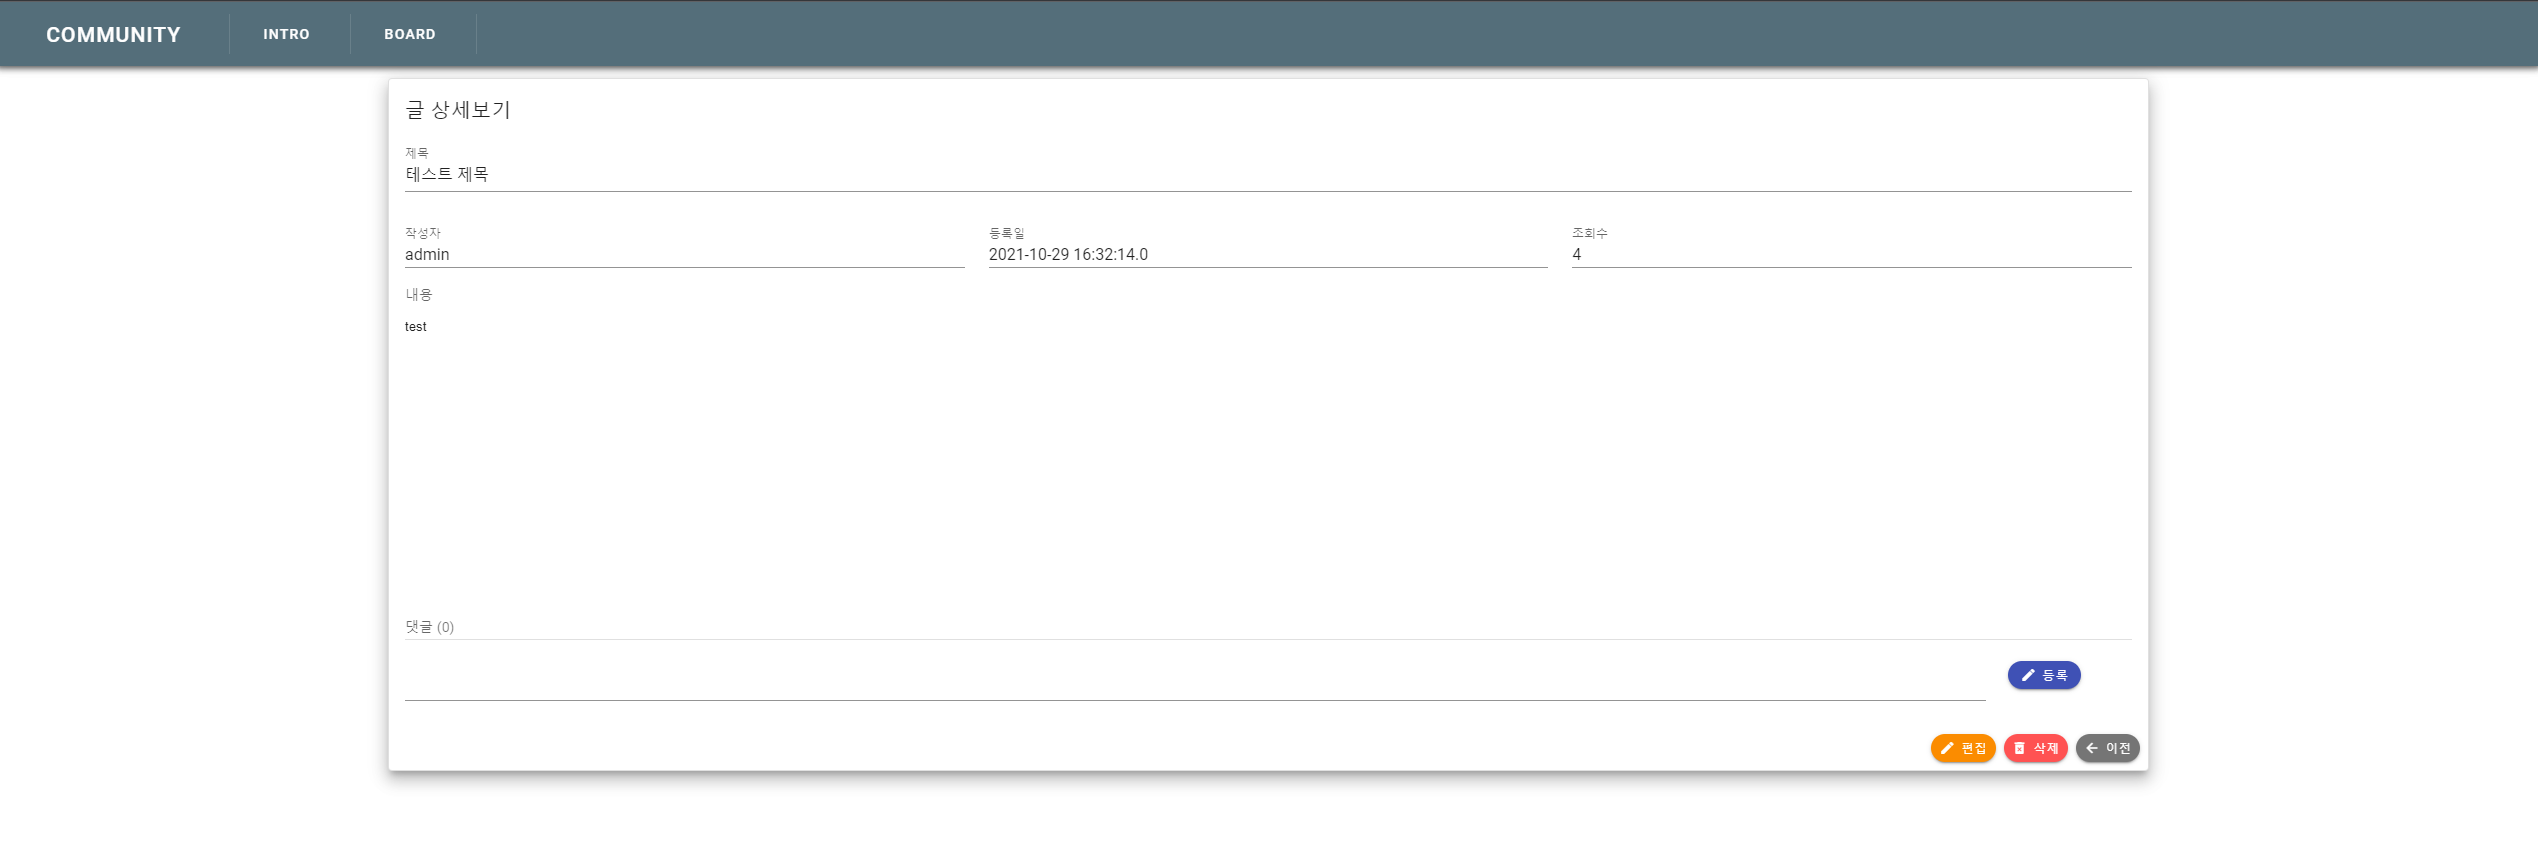 COMMUNITY INTRO BOARD
글 상세보기
제목
테스트 제목
작성자 등록일 조회수
admin 2021-10-29 16:32:14.0 4
내용
test
댓글 (0)
등록
편집 삭제 이전